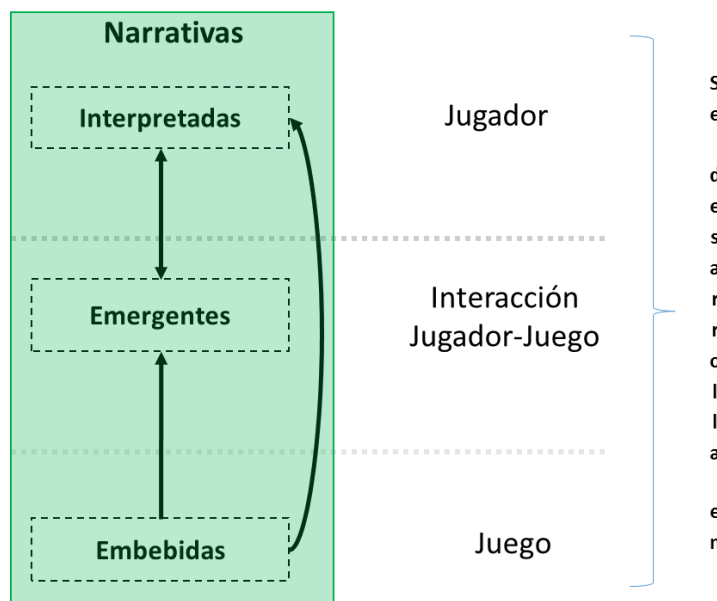 Narrativas
Interpretadas
Jugador
Emergentes
Interacción
Jugador-Juego
Embebidas
Juego